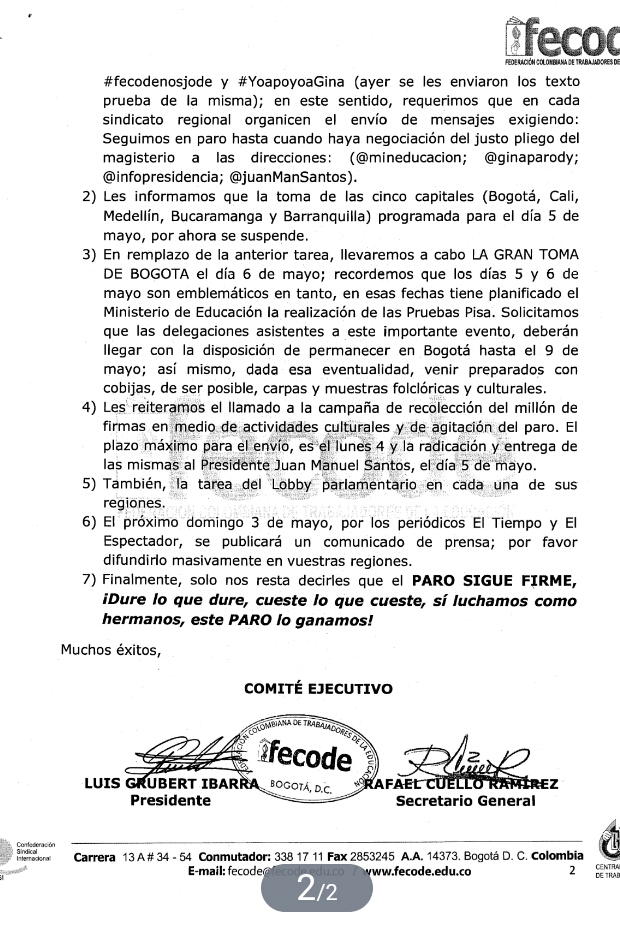 fecod
FEDERACIÓN COLOMBIANA DE TRABAJADORES DE
#fecodenosjode y #YoapoyoaGina (ayer se les enviaron los texto
prueba de la misma); en este sentido, requerimos que en cada
sindicato regional organicen el envío de mensajes exigiendo:
Seguimos en paro hasta cuando haya negociación del justo pliego del
magisterio a las direcciones: (@mineducacion; @ginaparody;
@infopresidencia; @juanManSantos).
2) Les informamos que la toma de las cinco capitales (Bogotá, Cali,
Medellín, Bucaramanga y Barranquilla) programada para el día 5 de
mayo, por ahora se suspende.
3) En remplazo de la anterior tarea, llevaremos a cabo LA GRAN TOMA
DE BOGOTA el día 6 de mayo; recordemos que los días 5 y 6 de
mayo son emblemáticos en tanto, en esas fechas tiene planificado el
Ministerio de Educación la realización de las Pruebas Pisa. Solicitamos
que las delegaciones asistentes a este importante evento, deberán
llegar con la disposición de permanecer en Bogotá hasta el 9 de
mayo; así mismo, dada esa eventualidad, venir preparados con
cobijas, de ser posible, carpas y muestras folclóricas y culturales.
4) Les reiteramos el llamado a la campaña de recolección del millón de
firmas en medio de actividades culturales y de agitación del paro. El
plazo máximo para el envío, es el lunes 4 y la radicación y entrega de
las mismas al Presidente Juan Manuel Santos, el día 5 de mayo.
5) También, la tarea del Lobby parlamentario en cada una de sus
regiones.
6) El próximo domingo 3 de mayo, por los periódicos El Tiempo y El
Espectador, se publicará un comunicado de prensa; por favor
difundirlo masivamente en vuestras regiones.
7) Finalmente, solo nos resta decirles que el PARO SIGUE FIRME,
¡Dure lo que dure, cueste lo que cueste, sí luchamos como
hermanos, este PARO lo ganamos!
Muchos éxitos,
COMITÉ EJECUTIVO
FEDERACIÓN COLOMBIANA DE TRABAJADORES DE LA EDUCACIÓN
fecode
BOGOTÁ, D.C.
LUIS GRUBERT IBARRA RAFAEL CUELLO RAMIREZ
Presidente Secretario General
Confederación
Sindical
Internacional
Carrera 13 A # 34 - 54 Conmutador: 338 17 11 Fax 2853245 A.A. 14373. Bogotá D. C. Colombia
E-mail: fecode@fecode.edu.co / www.fecode.edu.co 2
CENTRA
DE TRAB
2/2